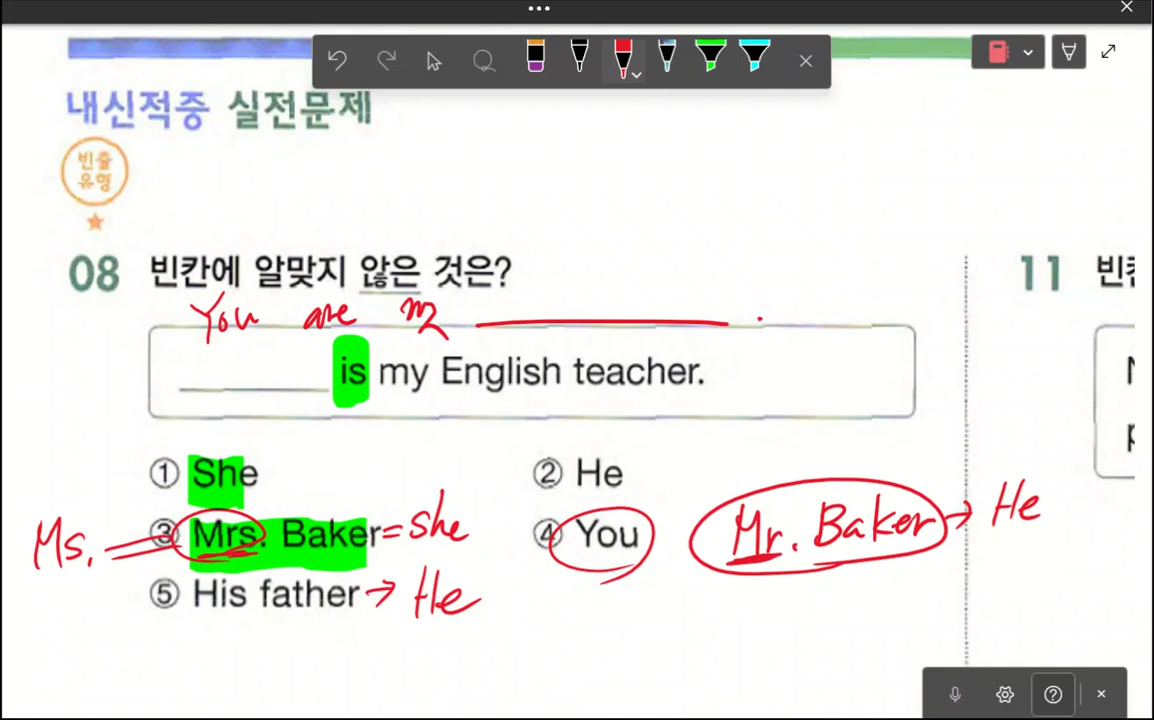 내신적중 실전문제
빈출
유형
08 빈칸에 알맞지 않은 것은?
You are my
________ is my English teacher.
① She
② He
Ms. ③ Mrs. Baker = she
④ You
Mr. Baker → He
⑤ His father → He
11 빈